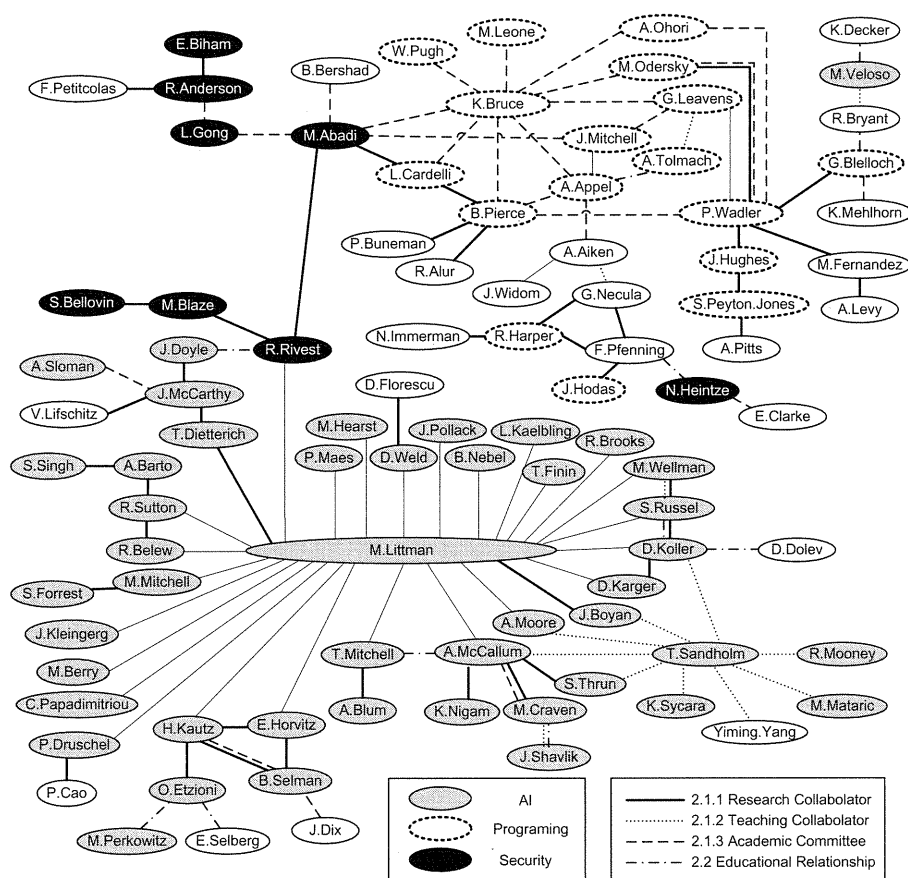 E.Biham
M.Leone
A.Ohori
K.Decker
W.Pugh
M.Odersky
M.Veloso
B.Bershad
F.Petitcolas
R.Anderson
K.Bruce
G.Leavens
R.Bryant
L.Gong
M.Abadi
J.Mitchell
A.Tolmach
G.Blelloch
L.Cardelli
A.Appel
B.Pierce
P.Wadler
K.Mehlhorn
P.Buneman
A.Aiken
R.Alur
J.Hughes
M.Fernandez
J.Widom
G.Necula
S.Bellovin
M.Blaze
S.Peyton.Jones
A.Levy
N.Immerman
R.Harper
J.Doyle
R.Rivest
F.Pfenning
A.Pitts
A.Sloman
D.Florescu
J.Hodas
N.Heintze
J.McCarthy
V.Lifschitz
E.Clarke
T.Dietterich
M.Hearst
J.Pollack
L.Kaelbling
R.Brooks
S.Singh
A.Barto
P.Maes
D.Weld
B.Nebel
T.Finin
M.Wellman
R.Sutton
S.Russel
R.Belew
M.Littman
D.Koller
D.Dolev
M.Mitchell
D.Karger
S.Forrest
J.Boyan
A.Moore
J.Kleingerg
T.Mitchell
A.McCallum
T.Sandholm
R.Mooney
M.Berry
S.Thrun
C.Papadimitriou
A.Blum
K.Nigam
M.Craven
K.Sycara
M.Mataric
H.Kautz
E.Horvitz
Yiming.Yang
P.Druschel
J.Shavlik
B.Selman
O.Etzioni
P.Cao
J.Dix
M.Perkowitz
E.Selberg
AI
Programing
Security
2.1.1 Research Collabolator
2.1.2 Teaching Collabolator
2.1.3 Academic Committee
2.2 Educational Relationship